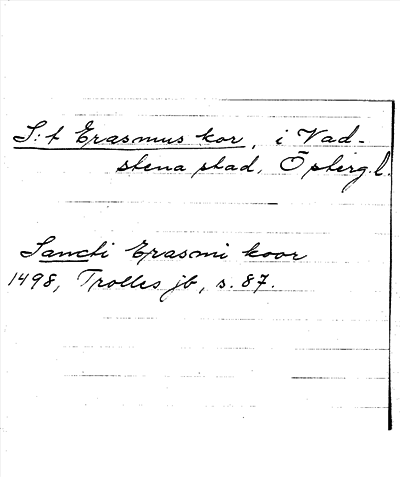 S:t Erasmus kor, i Vad-
stena stad, Östergl.
Sancti Erasmi koor
1498, Trolles jb, s. 87.